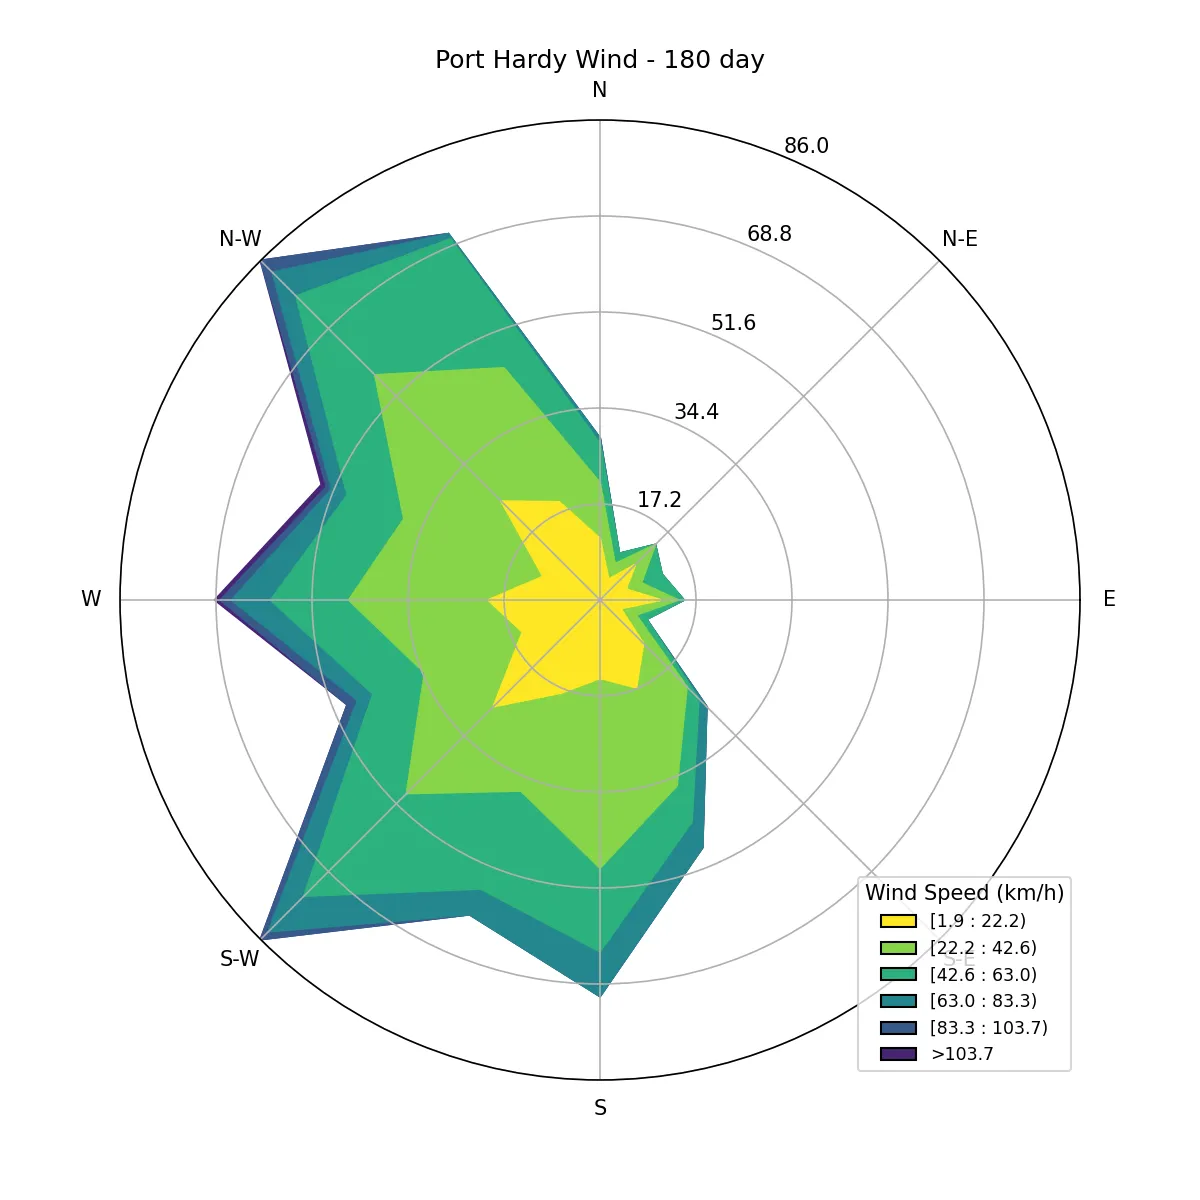 Port Hardy Wind - 180 day
N
86.0
N-W
68.8
N-E
51.6
34.4
17.2
W
E
Wind Speed (km/h)
[1.9 : 22.2)
[22.2 : 42.6)
S-W
S-E
[42.6 : 63.0)
[63.0 : 83.3)
[83.3 : 103.7)
>103.7
S